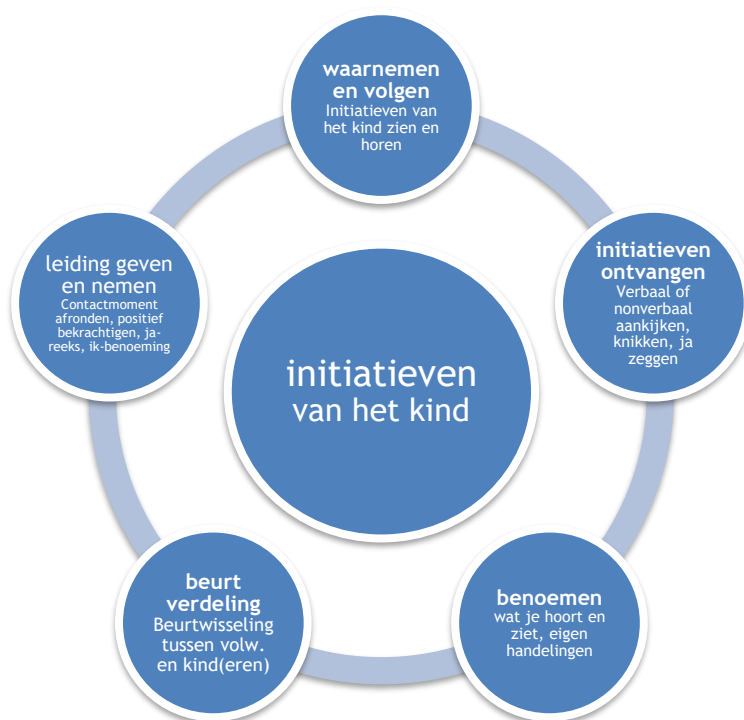 waarnemen
en volgen
Initiatieven van
het kind zien en
horen
initiatieven
ontvangen
Verbaal of
nonverbaal
aankijken,
knikken, ja
zeggen
benoemen
wat je hoort en
ziet, eigen
handelingen
beurt
verdeling
Beurtwisseling
tussen volw.
en kind(eren)
leiding geven
en nemen
Contactmoment
afronden, positief
bekrachtigen, ja-
reeks, ik-benoeming
initiatieven
van het kind